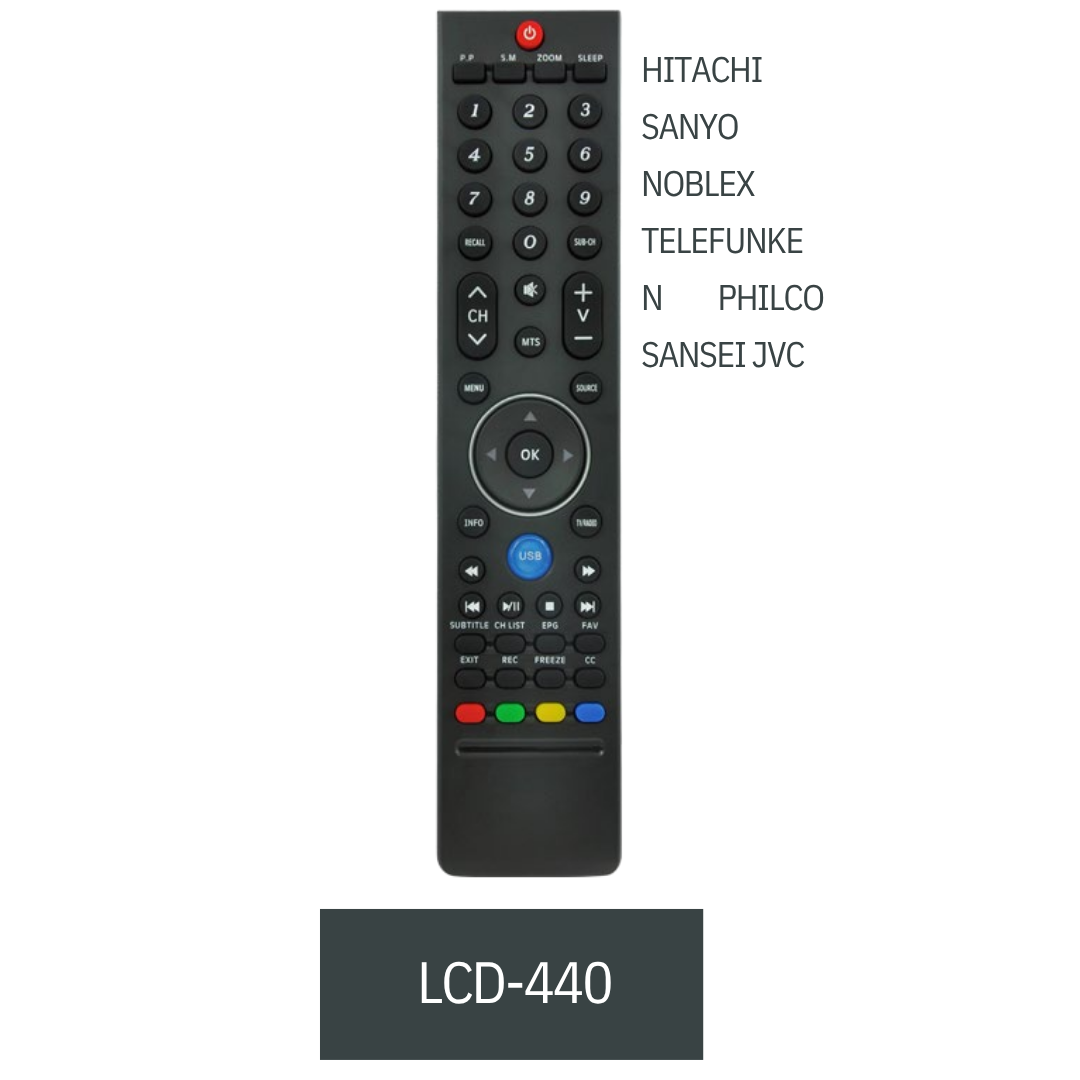 P.P S.M ZOOM SLEEP
HITACHI
1 2 3
SANYO
4 5 6
NOBLEX
7 8 9
RECALL 0 SUB-CH
TELEFUNKE
N PHILCO
CH V
MTS
SANSEI JVC
MENU SOURCE
OK
INFO TV/RADIO
USB
SUBTITLE CH LIST EPG FAV
EXIT REC FREEZE CC
LCD-440